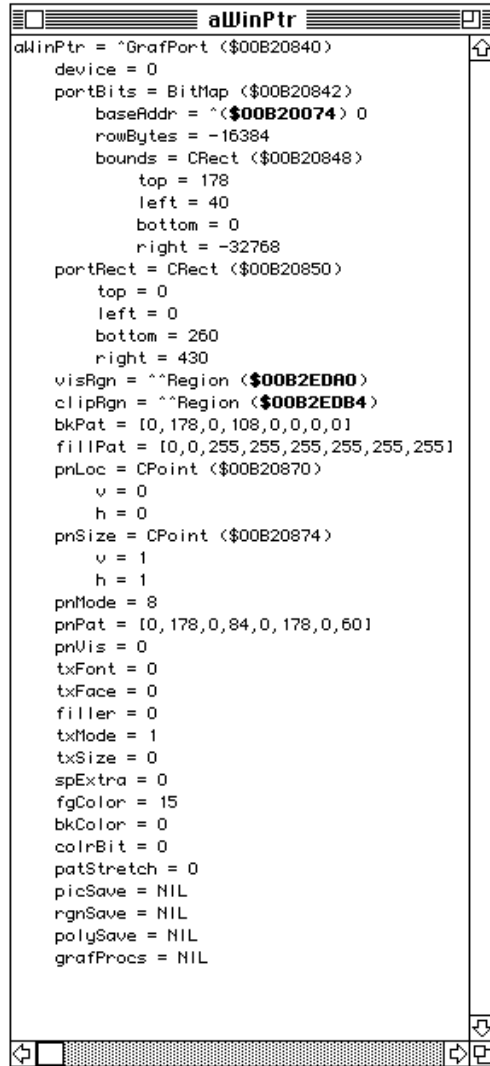 aWinPtr
aWinPtr = ^GrafPort ($00B20840)
device = 0
portBits = BitMap ($00B20842)
baseAddr = ^($00B20074) 0
rowBytes = -16384
bounds = CRect ($00B20848)
top = 178
left = 40
bottom = 0
right = -32768
portRect = CRect ($00B20850)
top = 0
left = 0
bottom = 260
right = 430
visRgn = ^^Region ($00B2EDA0)
clipRgn = ^^Region ($00B2EDB4)
bkPat = [0,178,0,108,0,0,0,0]
fillPat = [0,0,255,255,255,255,255,255]
pnLoc = CPoint ($00B20870)
v = 0
h = 0
pnSize = CPoint ($00B20874)
v = 1
h = 1
pnMode = 8
pnPat = [0,178,0,84,0,178,0,60]
pnVis = 0
txFont = 0
txFace = 0
filler = 0
txMode = 1
txSize = 0
spExtra = 0
fgColor = 15
bkColor = 0
colrBit = 0
patStretch = 0
picSave = NIL
rgnSave = NIL
polySave = NIL
grafProcs = NIL